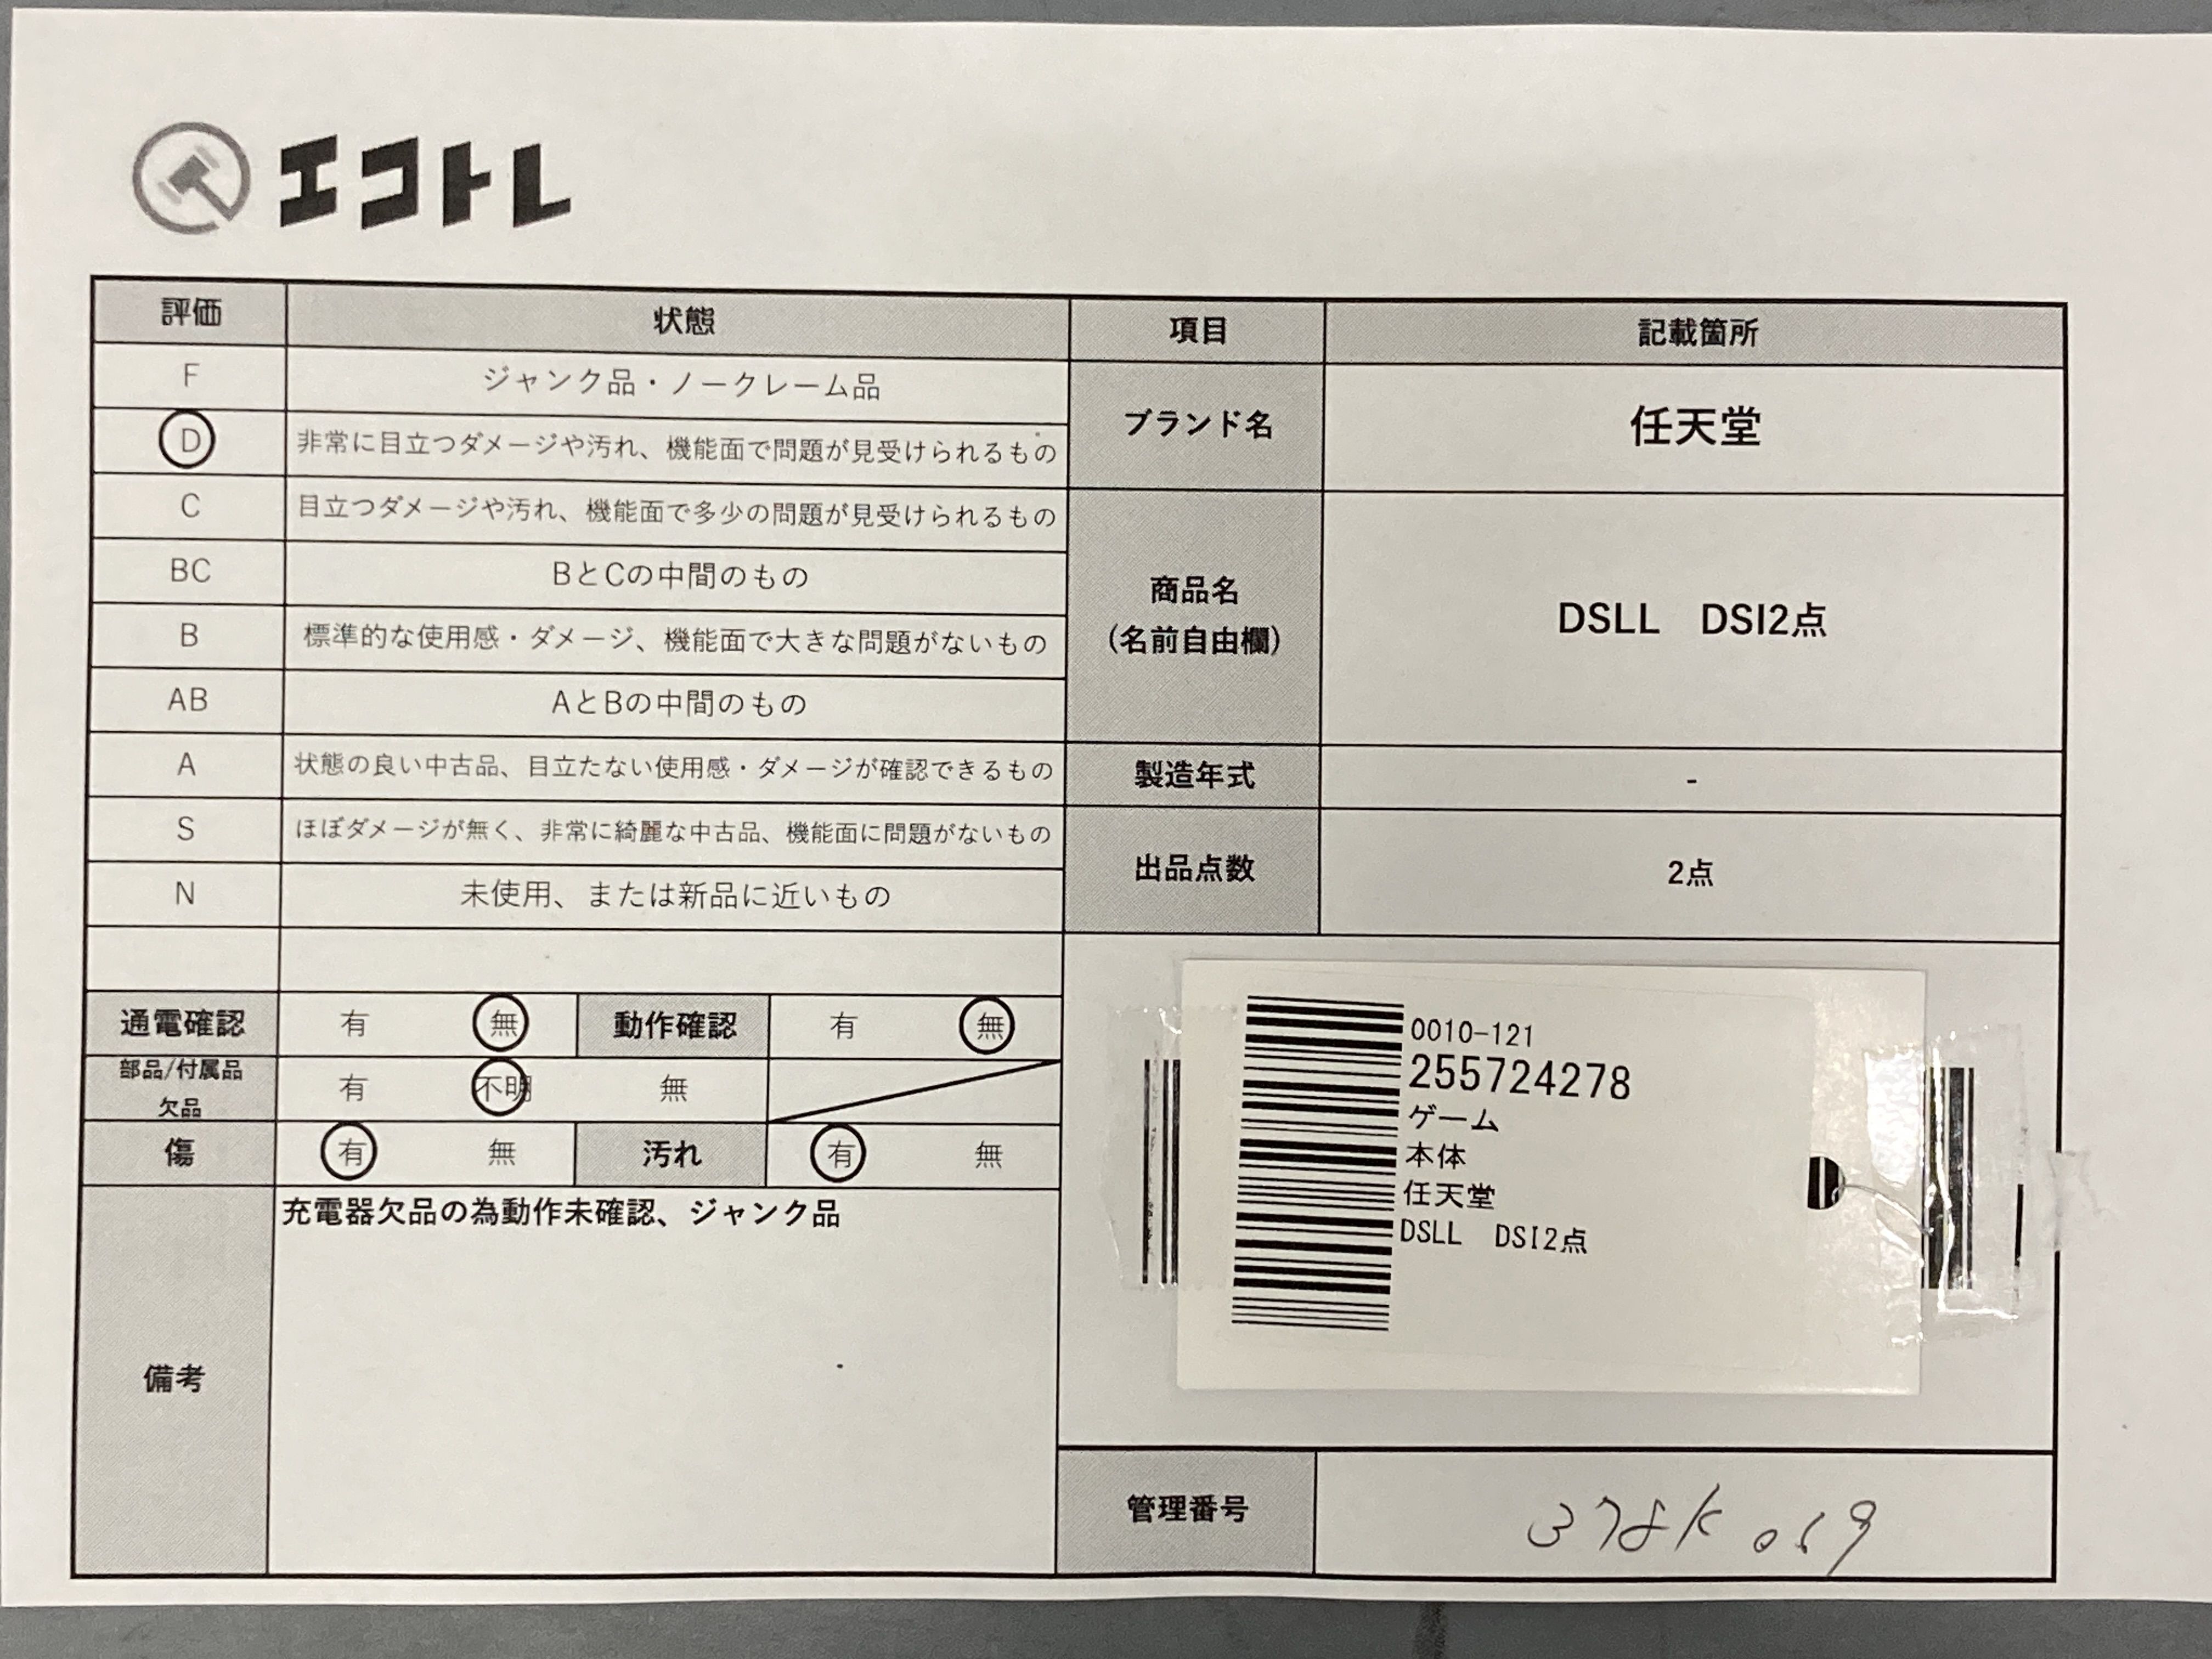 エコトレ
評価 状態 項目 記載箇所
F ジャンク品・ノークレーム品
D 非常に目立つダメージや汚れ、機能面で問題が見受けられるもの
ブランド名 任天堂
C 目立つダメージや汚れ、機能面で多少の問題が見受けられるもの
BC BとCの中間のもの
B 標準的な使用感・ダメージ、機能面で大きな問題がないもの
AB AとBの中間のもの
商品名
(名前自由欄)
DSLL DSI2点
A 状態の良い中古品、目立たない使用感・ダメージが確認できるもの
製造年式 -
S ほぼダメージが無く、非常に綺麗な中古品、機能面に問題がないもの
N 未使用、または新品に近いもの
出品点数 2点
通電確認 有 無 動作確認 有 無
部品/付属品
欠品
有 不明 無
傷 有 無 汚れ 有 無
備考
充電器欠品の為動作未確認、ジャンク品
0010-121
255724278
ゲーム
本体
任天堂
DSLL DSI2点
管理番号